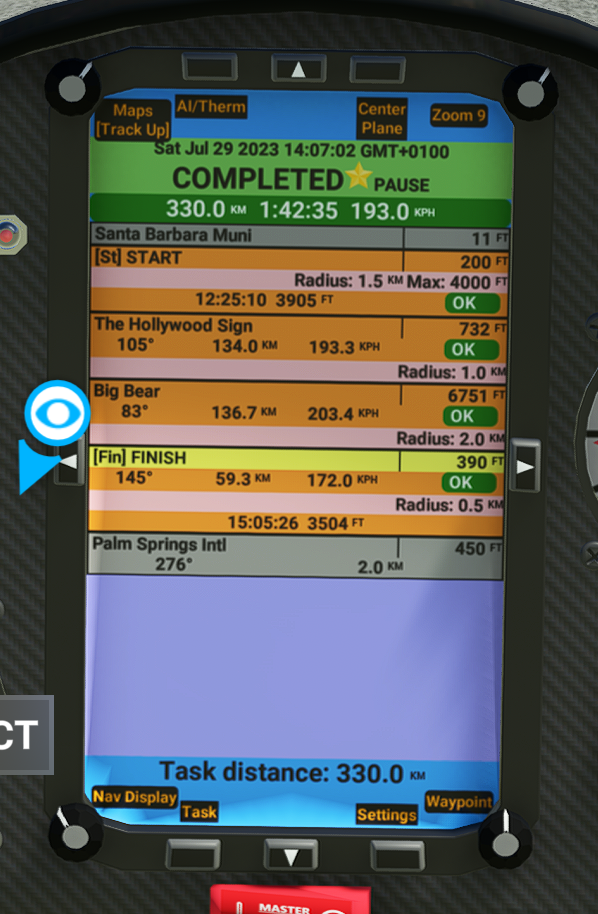 Maps
[Track Up]
AI/Therm
Center
Plane
Zoom 9
Sat Jul 29 2023 14:07:02 GMT+0100
COMPLETED PAUSE
330.0 KM 1:42:35 193.0 KPH
Santa Barbara Muni 11 FT
[St] START 200 FT
Radius: 1.5 KM Max: 4000 FT
12:25:10 3905 FT OK
The Hollywood Sign 732 FT
105° 134.0 KM 193.3 KPH OK
Radius: 1.0 KM
Big Bear 6751 FT
83° 136.7 KM 203.4 KPH OK
Radius: 2.0 KM
[Fin] FINISH 390 FT
145° 59.3 KM 172.0 KPH OK
Radius: 0.5 KM
15:05:26 3504 FT
Palm Springs Intl 450 FT
276° 2.0 KM
CT
Task distance: 330.0 KM
Nav Display
Task
Settings
Waypoint
MASTER